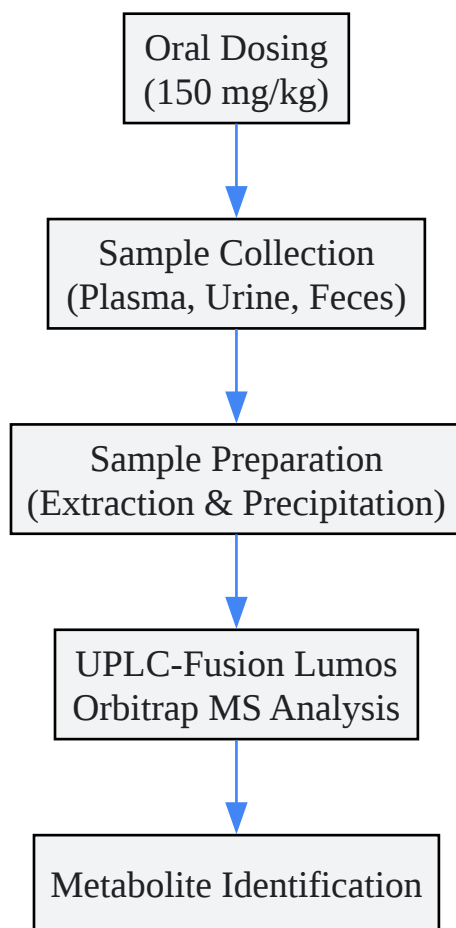 Oral Dosing
(150 mg/kg)
Sample Collection
(Plasma, Urine, Feces)
Sample Preparation
(Extraction & Precipitation)
UPLC-Fusion Lumos
Orbitrap MS Analysis
Metabolite Identification